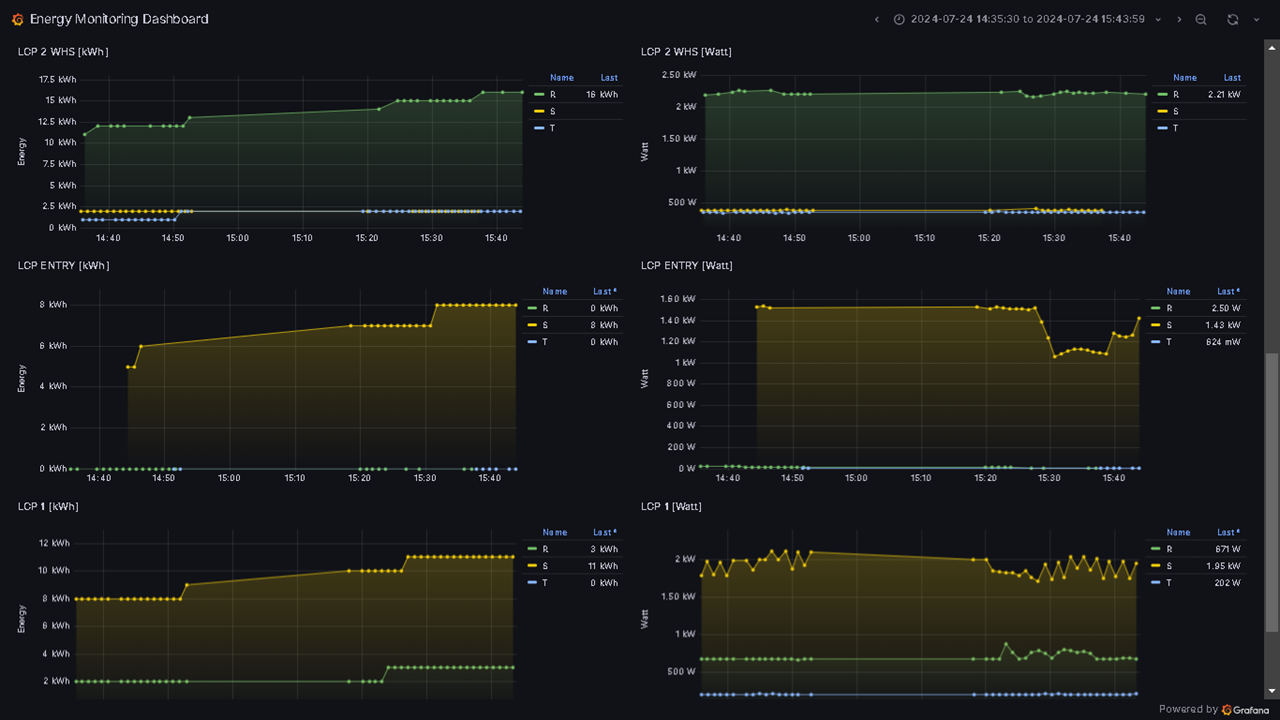 Energy Monitoring Dashboard
2024-07-24 14:35:30 to 2024-07-24 15:43:59
LCP 2 WHS [kWh]
Energy
17.5 kWh
15 kWh
12.5 kWh
10 kWh
7.5 kWh
5 kWh
2.5 kWh
0 kWh
14:40 14:50 15:00 15:10 15:20 15:30 15:40
Name Last
R 16 kWh
S
T
LCP 2 WHS [Watt]
Watt
2.50 kW
2 kW
1.50 kW
1 kW
500 W
14:40 14:50 15:00 15:10 15:20 15:30 15:40
Name Last
R 2.21 kW
S
T
LCP ENTRY [kWh]
Energy
8 kWh
6 kWh
4 kWh
2 kWh
0 kWh
14:40 14:50 15:00 15:10 15:20 15:30 15:40
Name Last *
R 0 kWh
S 8 kWh
T 0 kWh
LCP ENTRY [Watt]
Watt
1.60 kW
1.40 kW
1.20 kW
1 kW
800 W
600 W
400 W
200 W
0 W
14:40 14:50 15:00 15:10 15:20 15:30 15:40
Name Last *
R 2.50 W
S 1.43 kW
T 624 mW
LCP 1 [kWh]
Energy
12 kWh
10 kWh
8 kWh
6 kWh
4 kWh
2 kWh
Name Last *
R 3 kWh
S 11 kWh
T 0 kWh
LCP 1 [Watt]
Watt
2 kW
1.50 kW
1 kW
500 W
Name Last *
R 671 W
S 1.95 kW
T 202 W
Powered by Grafana